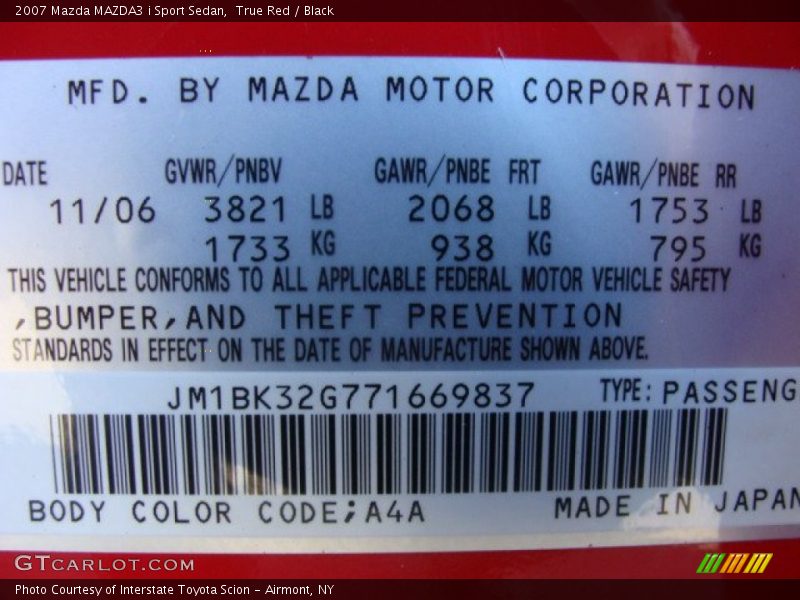 2007 Mazda MAZDA3 i Sport Sedan,  True Red / Black
MFD. BY MAZDA MOTOR CORPORATION
DATE GVWR/PNBV GAWR/PNBE FRT GAWR/PNBE RR
11/06 3821 LB 2068 LB 1753 LB
1733 KG 938 KG 795 KG
THIS VEHICLE CONFORMS TO ALL APPLICABLE FEDERAL MOTOR VEHICLE SAFETY
,BUMPER,AND THEFT PREVENTION
STANDARDS IN EFFECT ON THE DATE OF MANUFACTURE SHOWN ABOVE.
JM1BK32G771669837 TYPE: PASSENG
BODY COLOR CODE;A4A MADE IN JAPAN
GTCARLOT.COM
Photo Courtesy of Interstate Toyota Scion - Airmont, NY